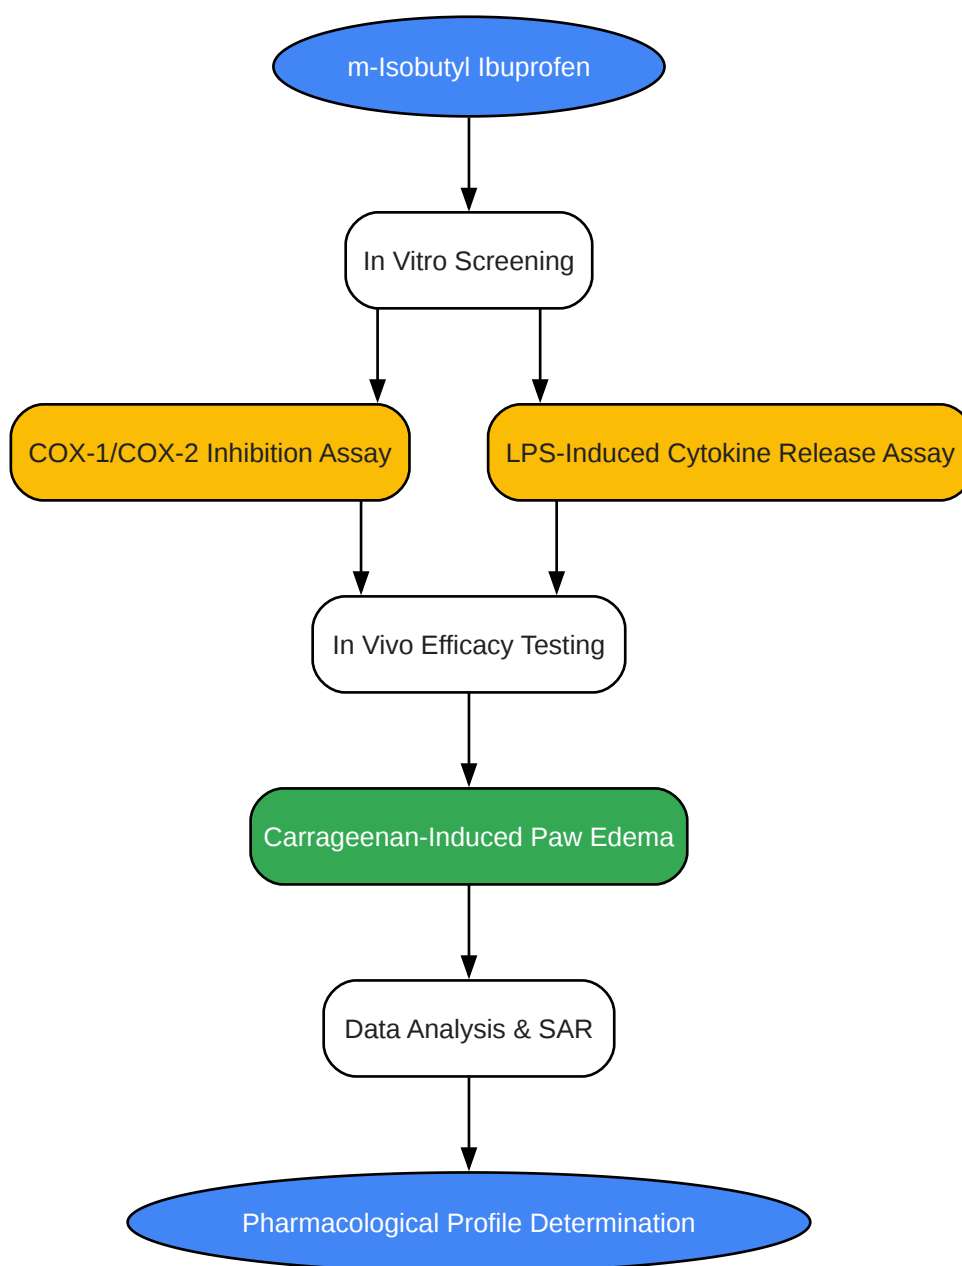 m-Isobutyl Ibuprofen
In Vitro Screening
COX-1/COX-2 Inhibition Assay
LPS-Induced Cytokine Release Assay
In Vivo Efficacy Testing
Carrageenan-Induced Paw Edema
Data Analysis & SAR
Pharmacological Profile Determination